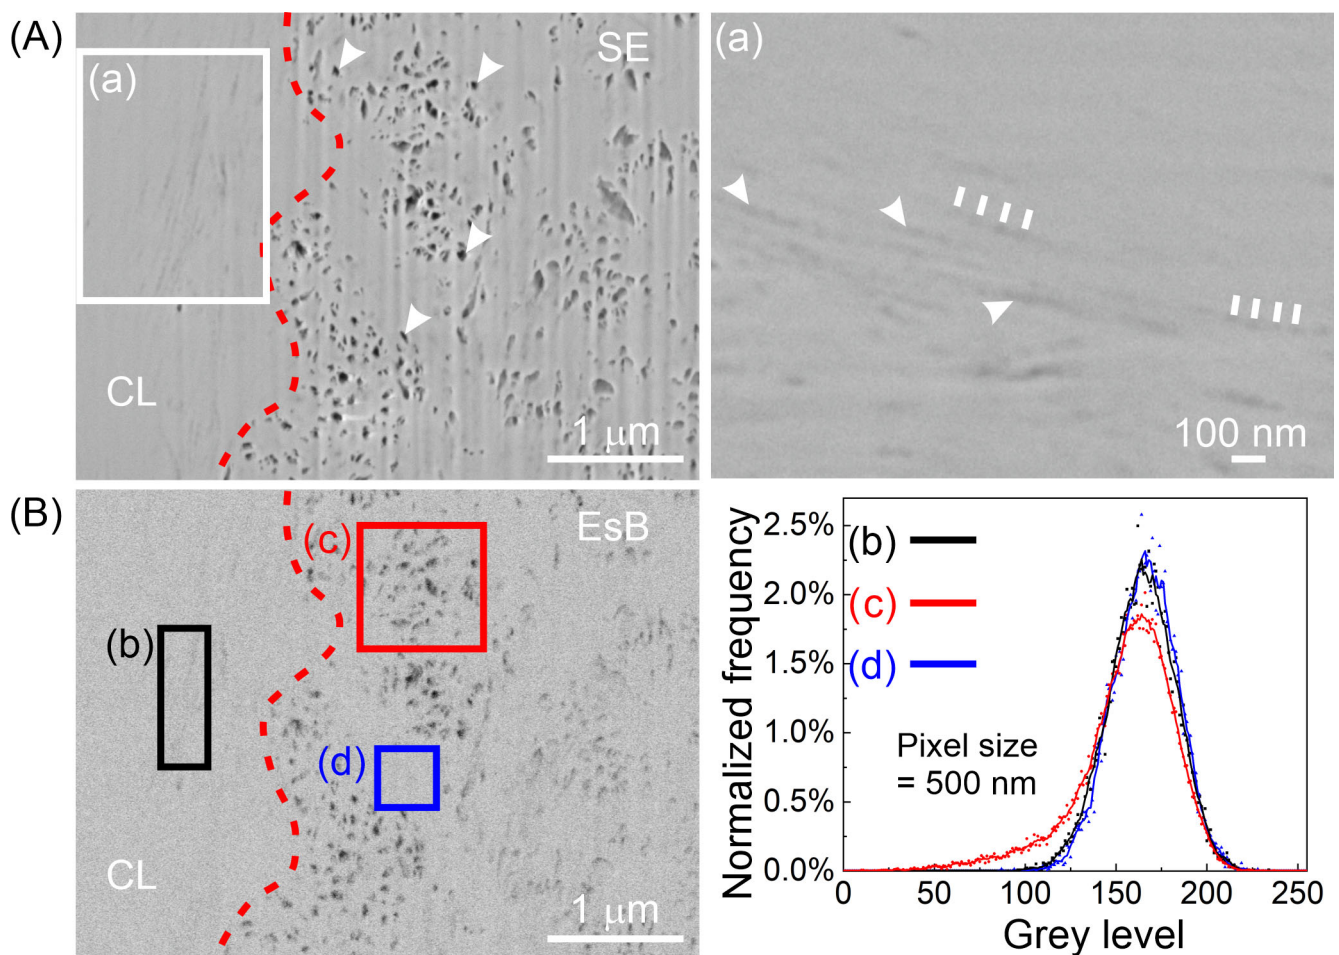 (A)
(a)
SE
CL
1 μm
(a)
100 nm
(B)
EsB
(c)
(b)
(d)
CL
1 μm
Normalized frequency
2.5%
2.0%
1.5%
1.0%
0.5%
0.0%
(b)
(c)
(d)
Pixel size
= 500 nm
0 50 100 150 200 250
Grey level